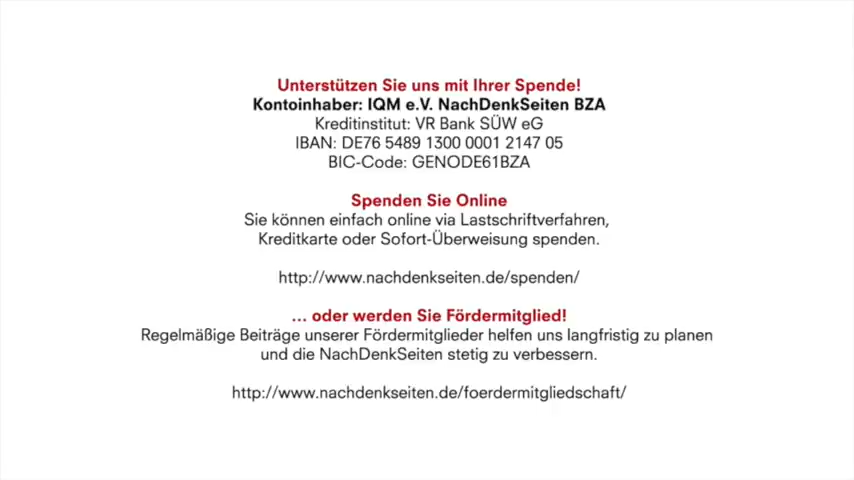 Unterstützen Sie uns mit Ihrer Spende!
Kontoinhaber: IQM e.V. NachDenkSeiten BZA
Kreditinstitut: VR Bank SÜW eG
IBAN: DE76 5489 1300 0001 2147 05
BIC-Code: GENODE61BZA
Spenden Sie Online
Sie können einfach online via Lastschriftverfahren,
Kreditkarte oder Sofort-Überweisung spenden.
http://www.nachdenkseiten.de/spenden/
... oder werden Sie Fördermitglied!
Regelmäßige Beiträge unserer Fördermitglieder helfen uns langfristig zu planen
und die NachDenkSeiten stetig zu verbessern.
http://www.nachdenkseiten.de/foerdermitgliedschaft/